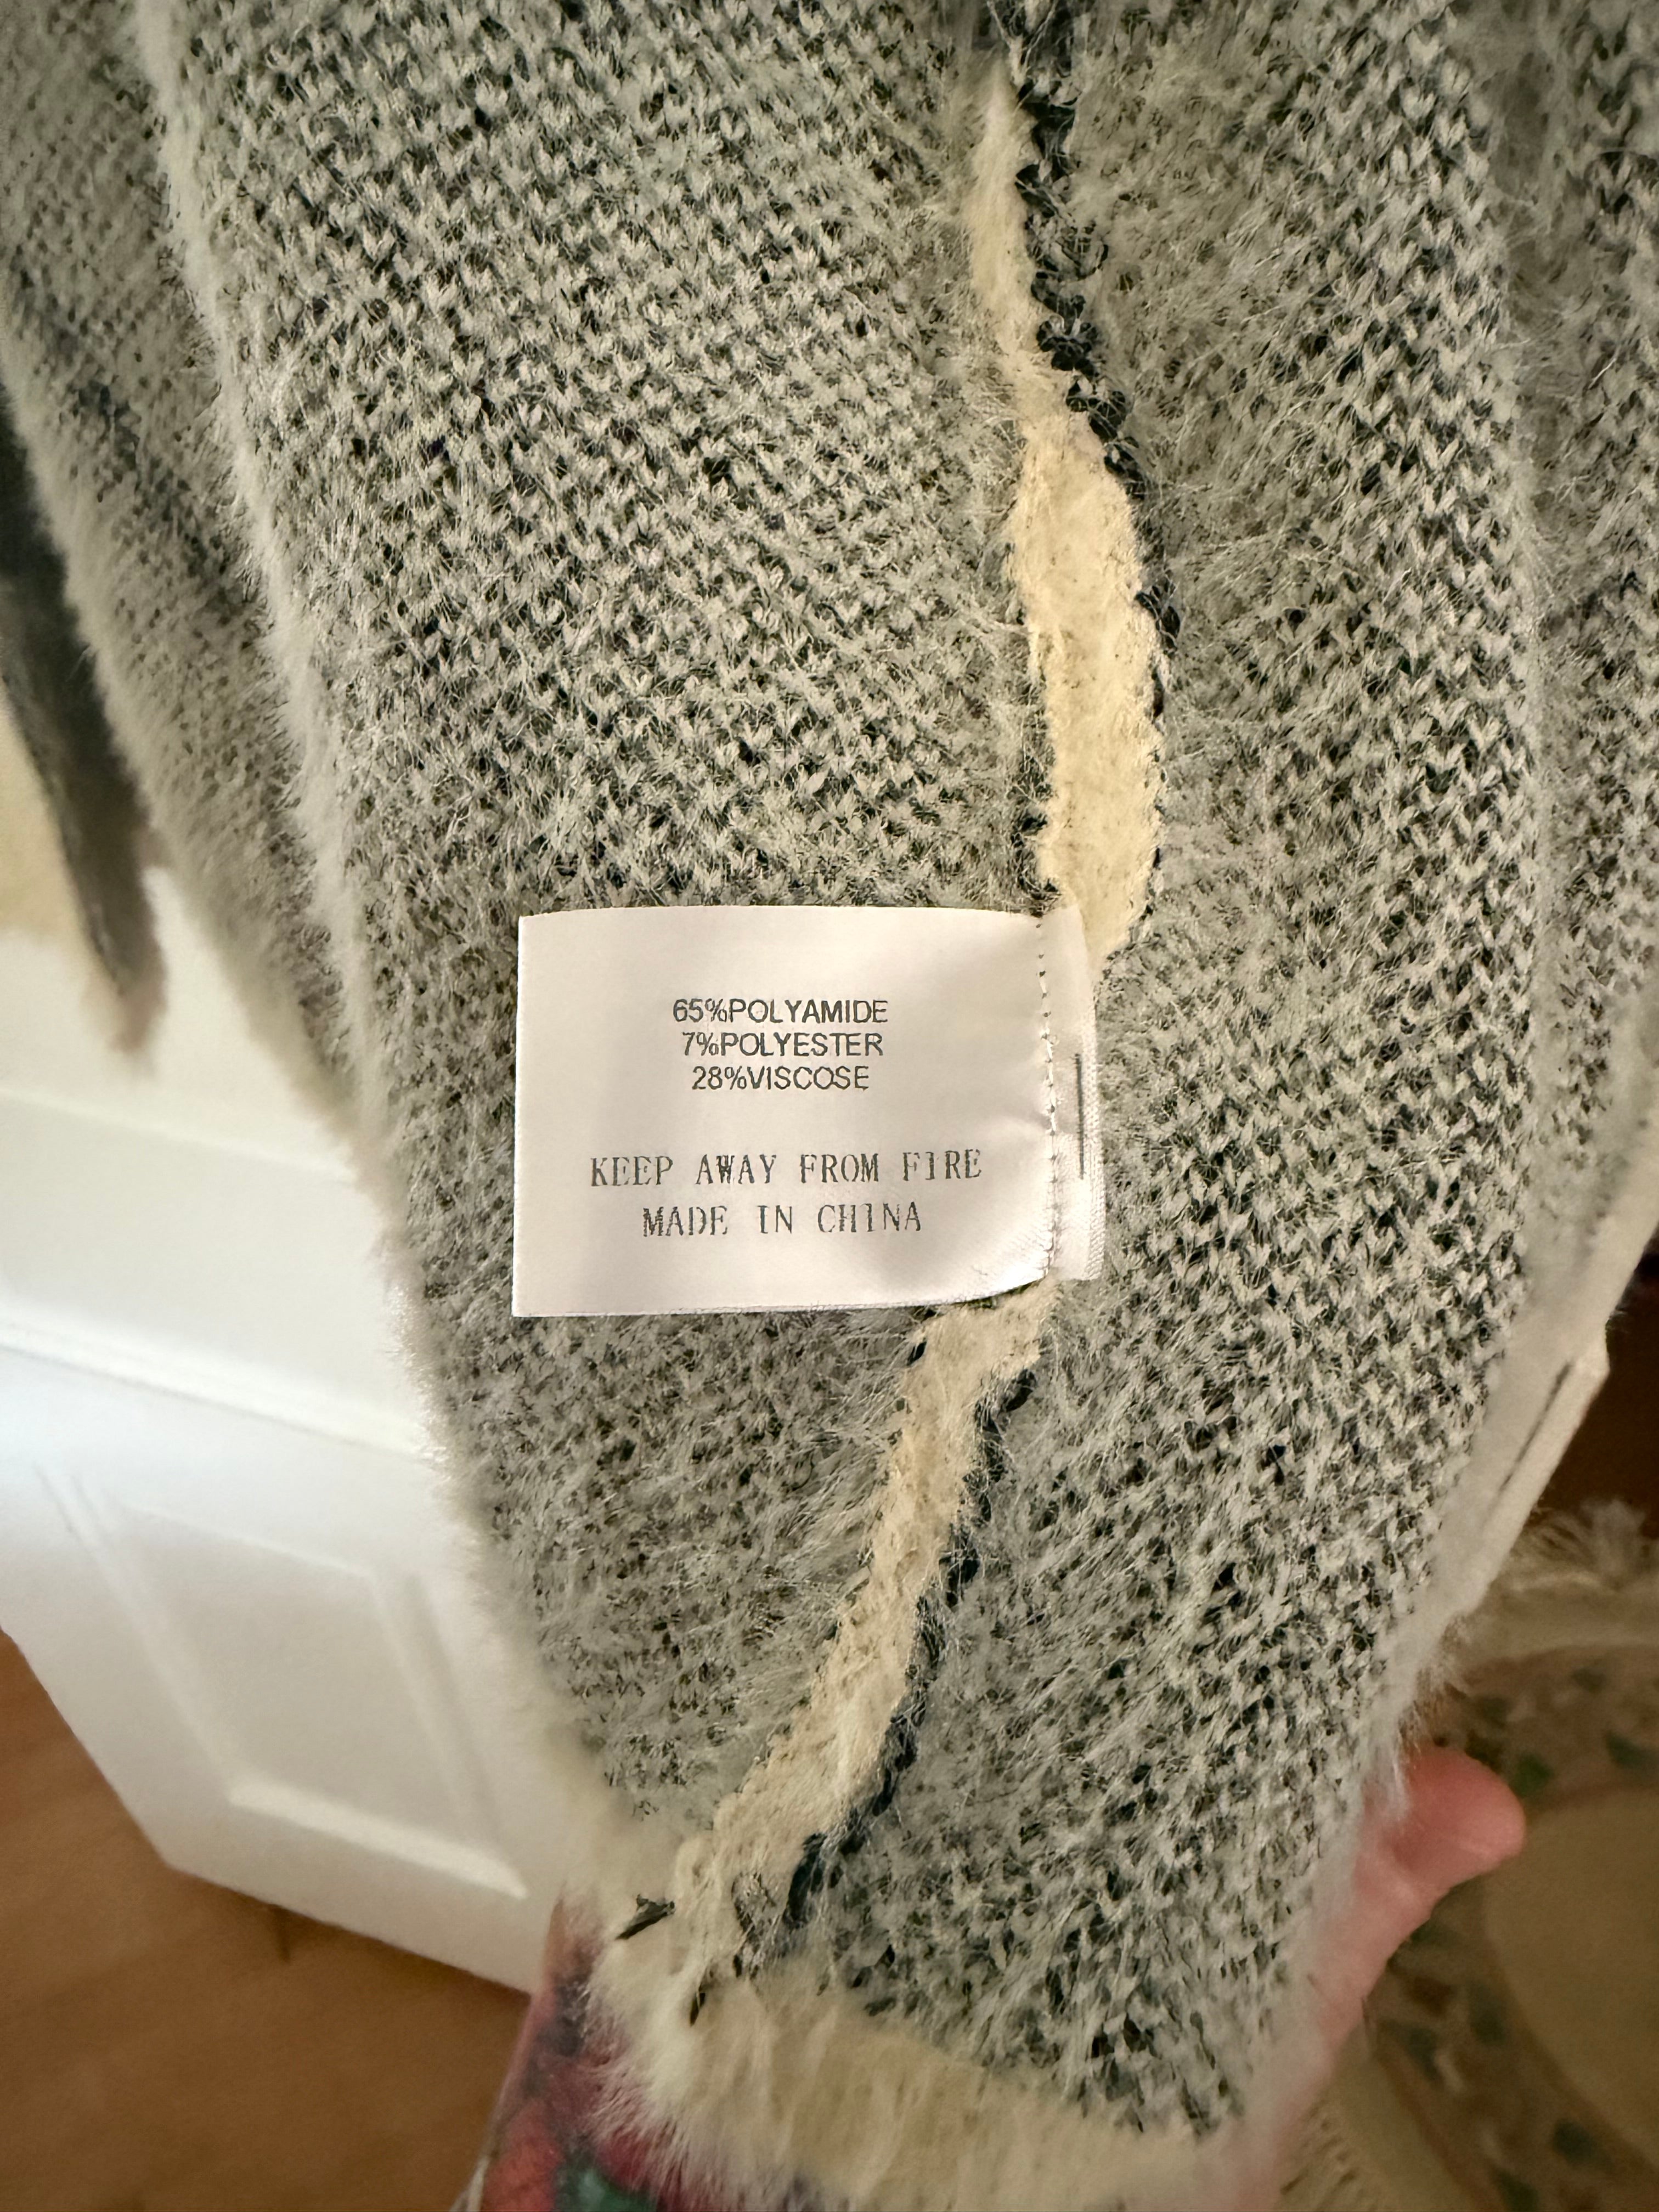 65%POLYAMIDE
7%POLYESTER
28%VISCOSE
KEEP AWAY FROM FIRE
MADE IN CHINA